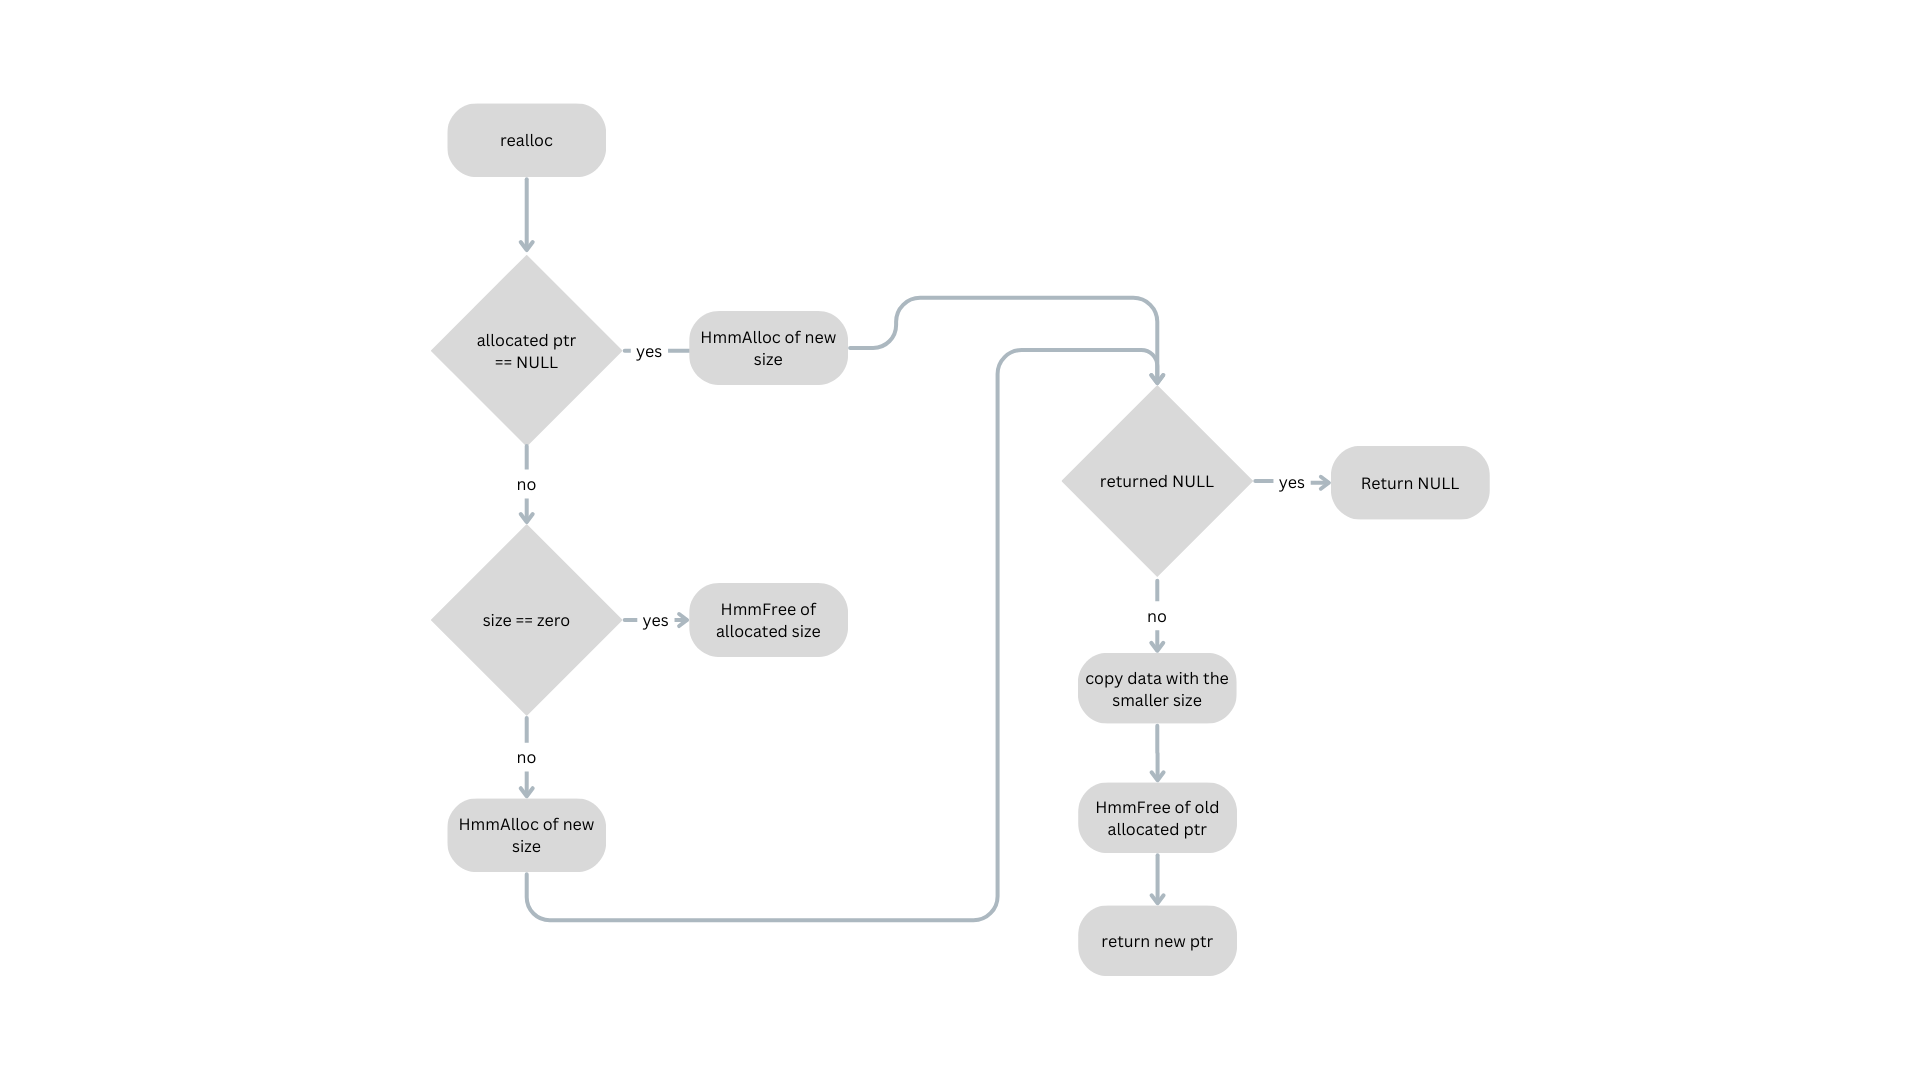 realloc
allocated ptr
== NULL
yes
HmmAlloc of new
size
no
size == zero
yes
HmmFree of
allocated size
no
HmmAlloc of new
size
returned NULL
yes
Return NULL
no
copy data with the
smaller size
HmmFree of old
allocated ptr
return new ptr